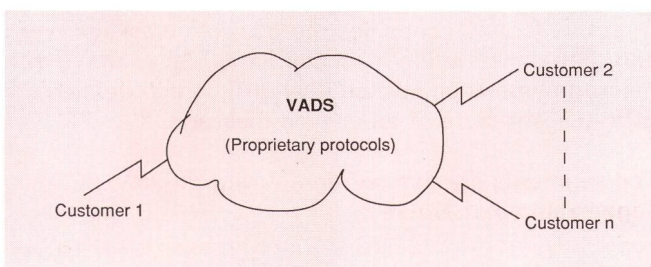 Customer 2
VADS
(Proprietary protocols)
Customer 1
Customer n